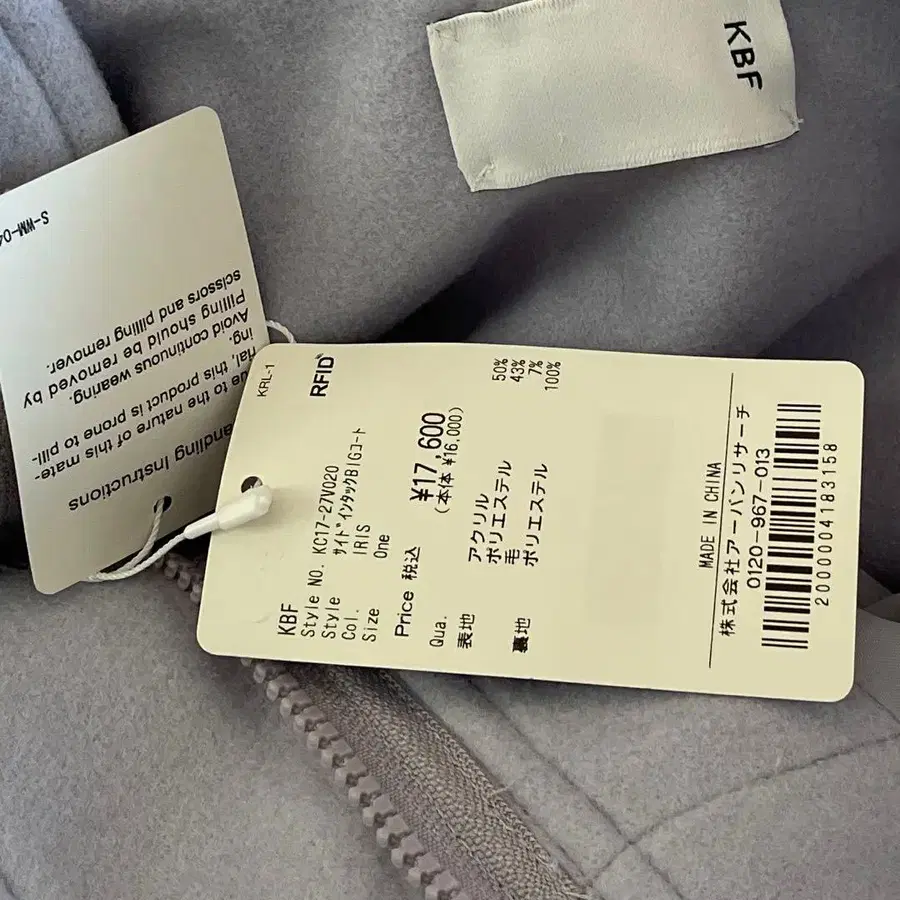 KBF
S-WM-04
Handling Instructions
Due to the nature of this mate-
rial, this product is prone to pill-
ing.
Avoid continuous wearing.
Pilling should be removed by
scissors and pilling remover.
KRL-1
RFID
KBF
Style NO. KC17-27V020
Style サイドインタックBIGコート
Col. IRIS
Size One
Price 税込 ¥17,600
(本体 ¥16,000)
Qua.
表地 アクリル 50%
ポリエステル 43%
毛 7%
裏地 ポリエステル 100%
MADE IN CHINA
株式会社アーバンリサーチ
0120-967-013
2000004183158